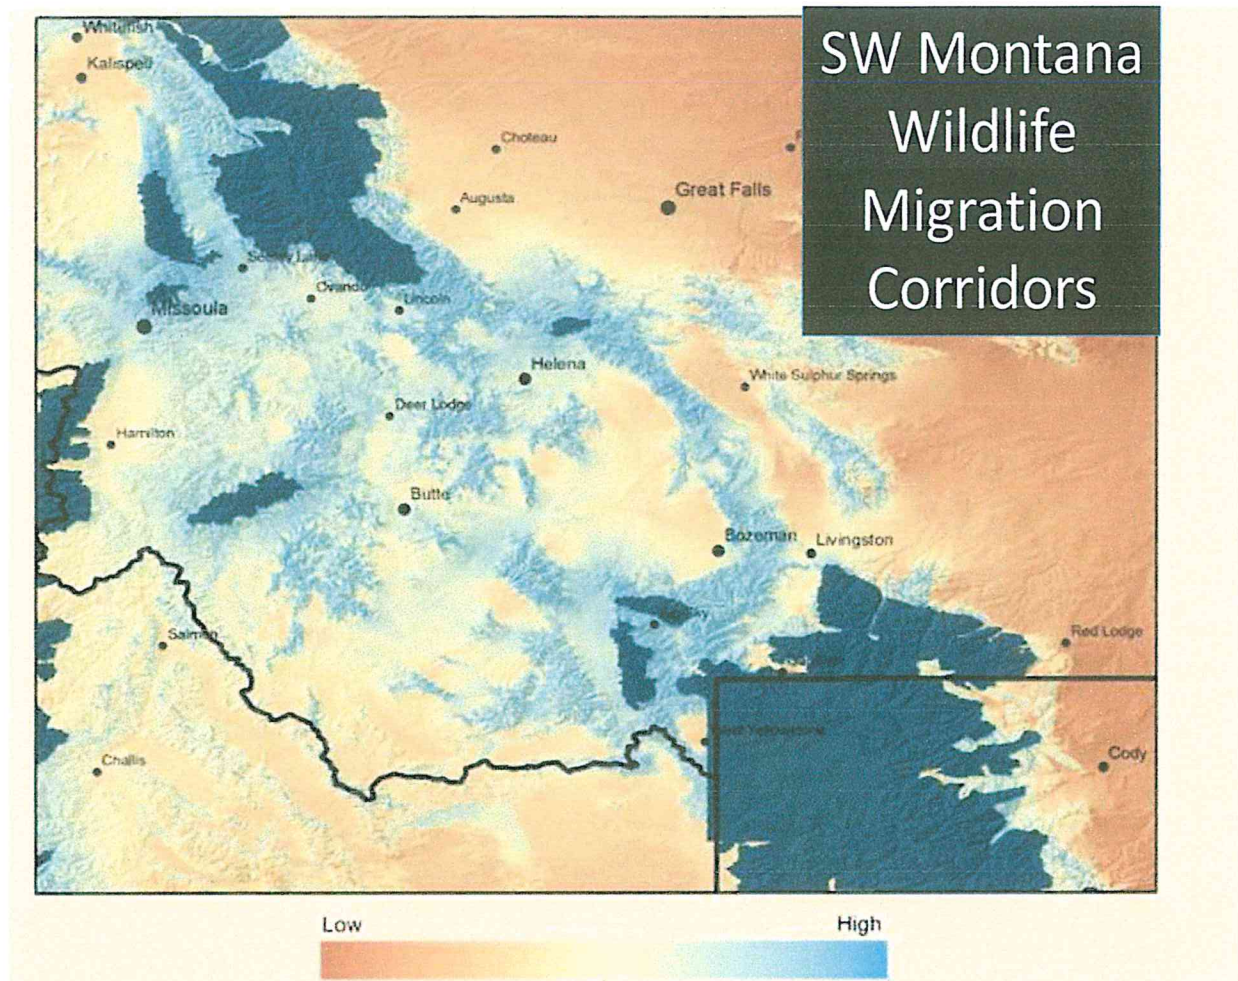 SW Montana
Wildlife
Migration
Corridors
Whitefish
Kalispell
Choteau
Augusta
Great Falls
Seeley Lake
Ovando
Lincoln
Missoula
Helena
White Sulphur Springs
Deer Lodge
Hamilton
Butte
Bozeman
Livingston
Salmon
Red Lodge
West Yellowstone
Challis
Cody
Low
High